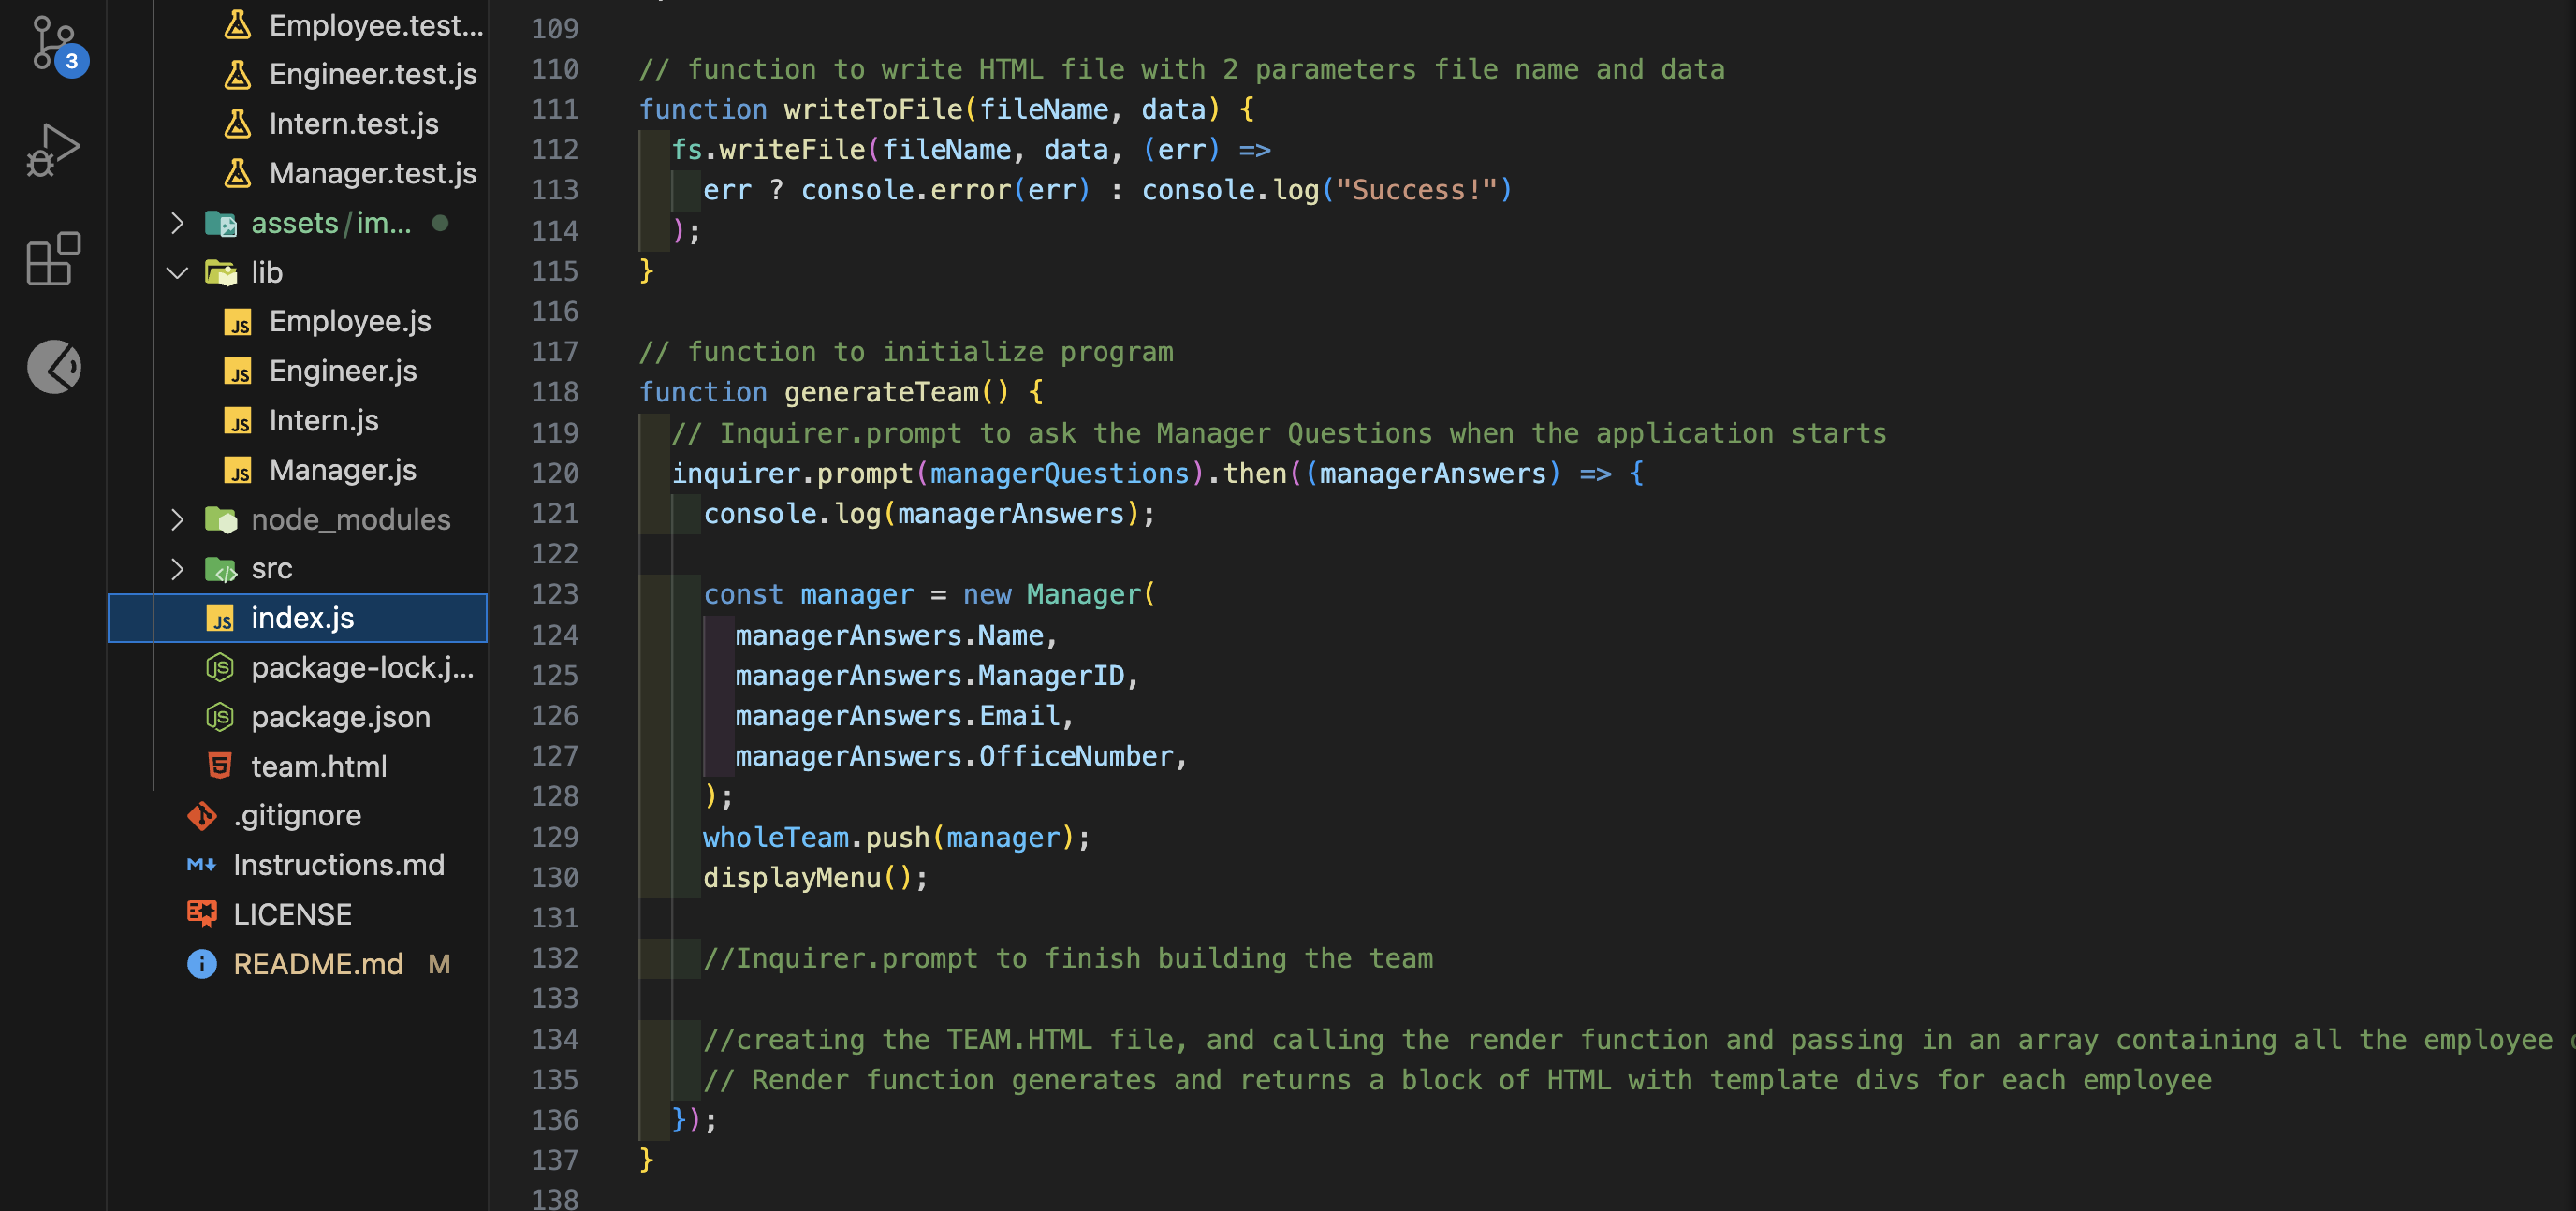 3
Employee.test...
Engineer.test.js
Intern.test.js
Manager.test.js
assets/im...
lib
JS Employee.js
JS Engineer.js
JS Intern.js
JS Manager.js
node_modules
src
JS index.js
JS package-lock.j...
JS package.json
5 team.html
.gitignore
M Instructions.md
LICENSE
i README.md M
109
110 // function to write HTML file with 2 parameters file name and data
111 function writeToFile(fileName, data) {
112 fs.writeFile(fileName, data, (err) =>
113 err ? console.error(err) : console.log("Success!")
114 );
115 }
116
117 // function to initialize program
118 function generateTeam() {
119 // Inquirer.prompt to ask the Manager Questions when the application starts
120 inquirer.prompt(managerQuestions).then((managerAnswers) => {
121 console.log(managerAnswers);
122
123 const manager = new Manager(
124 managerAnswers.Name,
125 managerAnswers.ManagerID,
126 managerAnswers.Email,
127 managerAnswers.OfficeNumber,
128 );
129 wholeTeam.push(manager);
130 displayMenu();
131
132 //Inquirer.prompt to finish building the team
133
134 //creating the TEAM.HTML file, and calling the render function and passing in an array containing all the employee
135 // Render function generates and returns a block of HTML with template divs for each employee
136 });
137 }
138